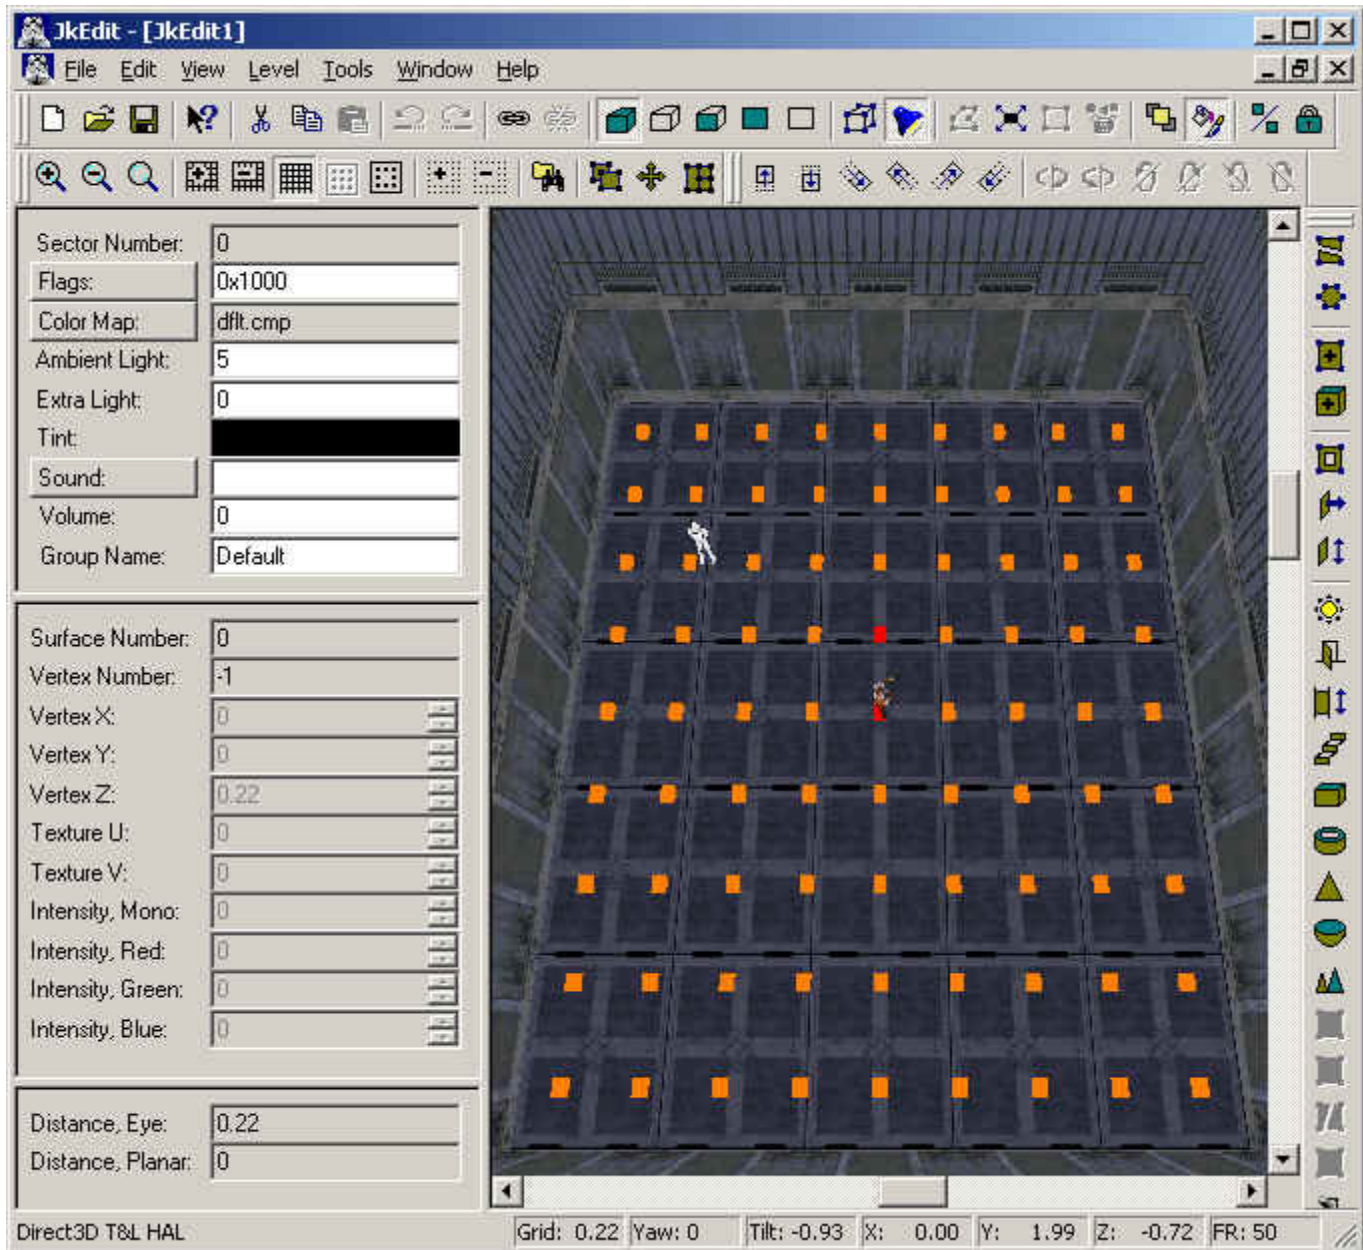 JkEdit - [JkEdit1]
File Edit View Level Tools Window Help
Sector Number: 0
Flags: 0x1000
Color Map: dflt.cmp
Ambient Light: 5
Extra Light: 0
Tint:
Sound:
Volume: 0
Group Name: Default
Surface Number: 0
Vertex Number: -1
Vertex X: 0
Vertex Y: 0
Vertex Z: 0.22
Texture U: 0
Texture V: 0
Intensity, Mono: 0
Intensity, Red: 0
Intensity, Green: 0
Intensity, Blue: 0
Distance, Eye: 0.22
Distance, Planar: 0
Direct3D T&L HAL Grid: 0.22 Yaw: 0 Tilt: -0.93 X: 0.00 Y: 1.99 Z: -0.72 FR: 50